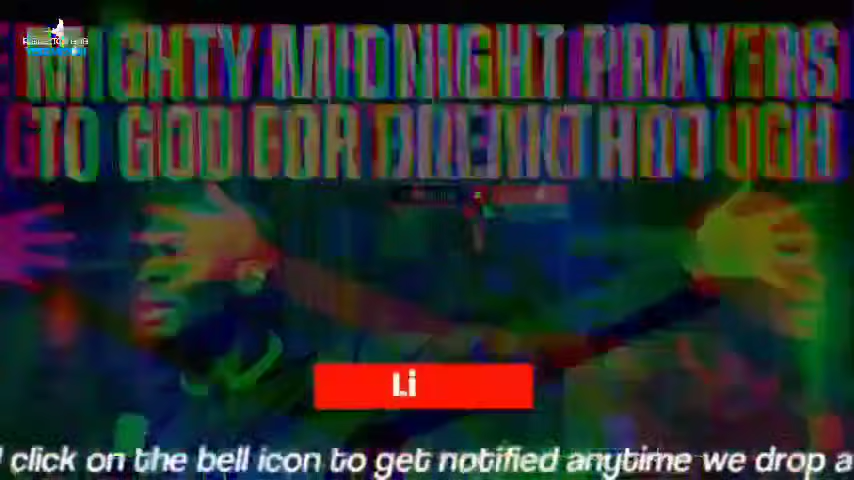 MIGHTY MIDNIGHT PRAYERS
TO GOD FOR BREAKTHROUGH
Li
click on the bell icon to get notified anytime we drop a